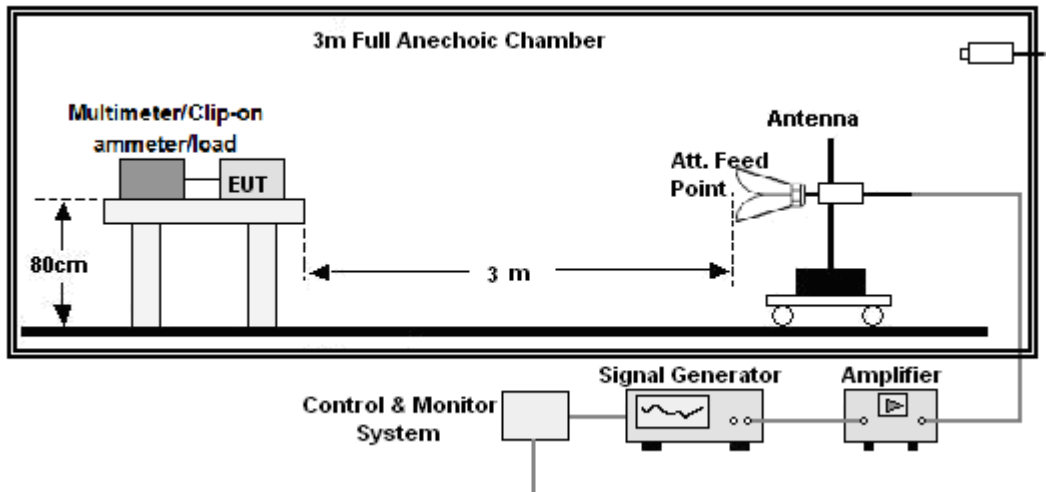 3m Full Anechoic Chamber
Multimeter/Clip-on
ammeter/load
EUT
Antenna
Att. Feed
Point
80cm
3 m
Signal Generator
Amplifier
Control & Monitor
System